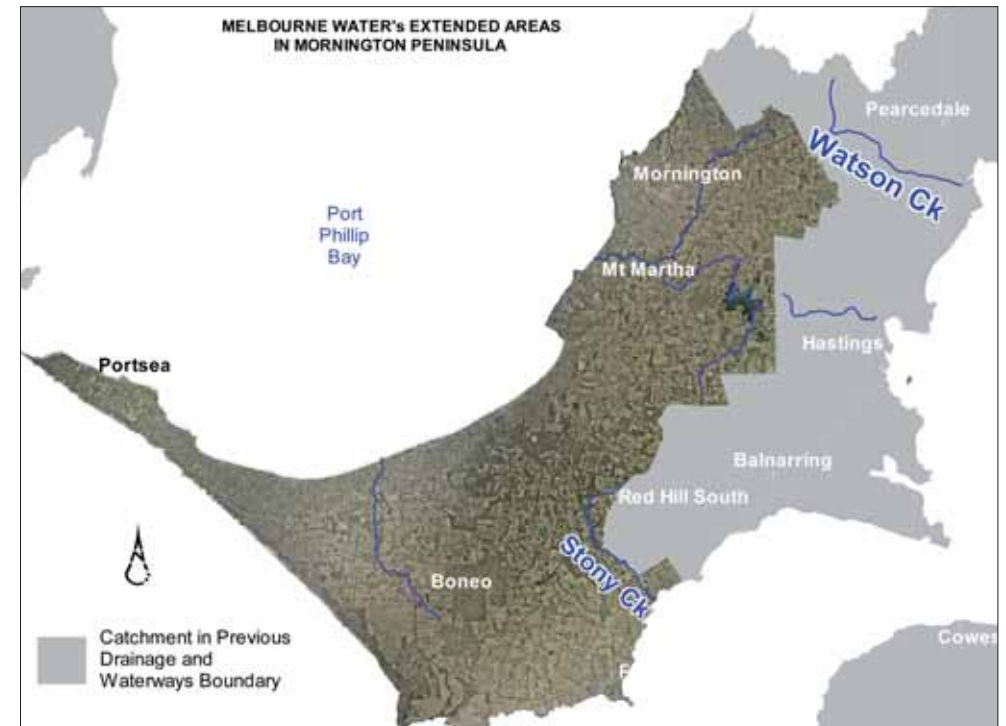 MELBOURNE WATER's EXTENDED AREAS
IN MORNINGTON PENINSULA
Pearcedale
Watson Ck
Mornington
Port
Phillip
Bay
Mt Martha
Hastings
Portsea
Balnarring
Red Hill South
Stony Ck
Boneo
Catchment in Previous
Drainage and
Waterways Boundary
Cowes